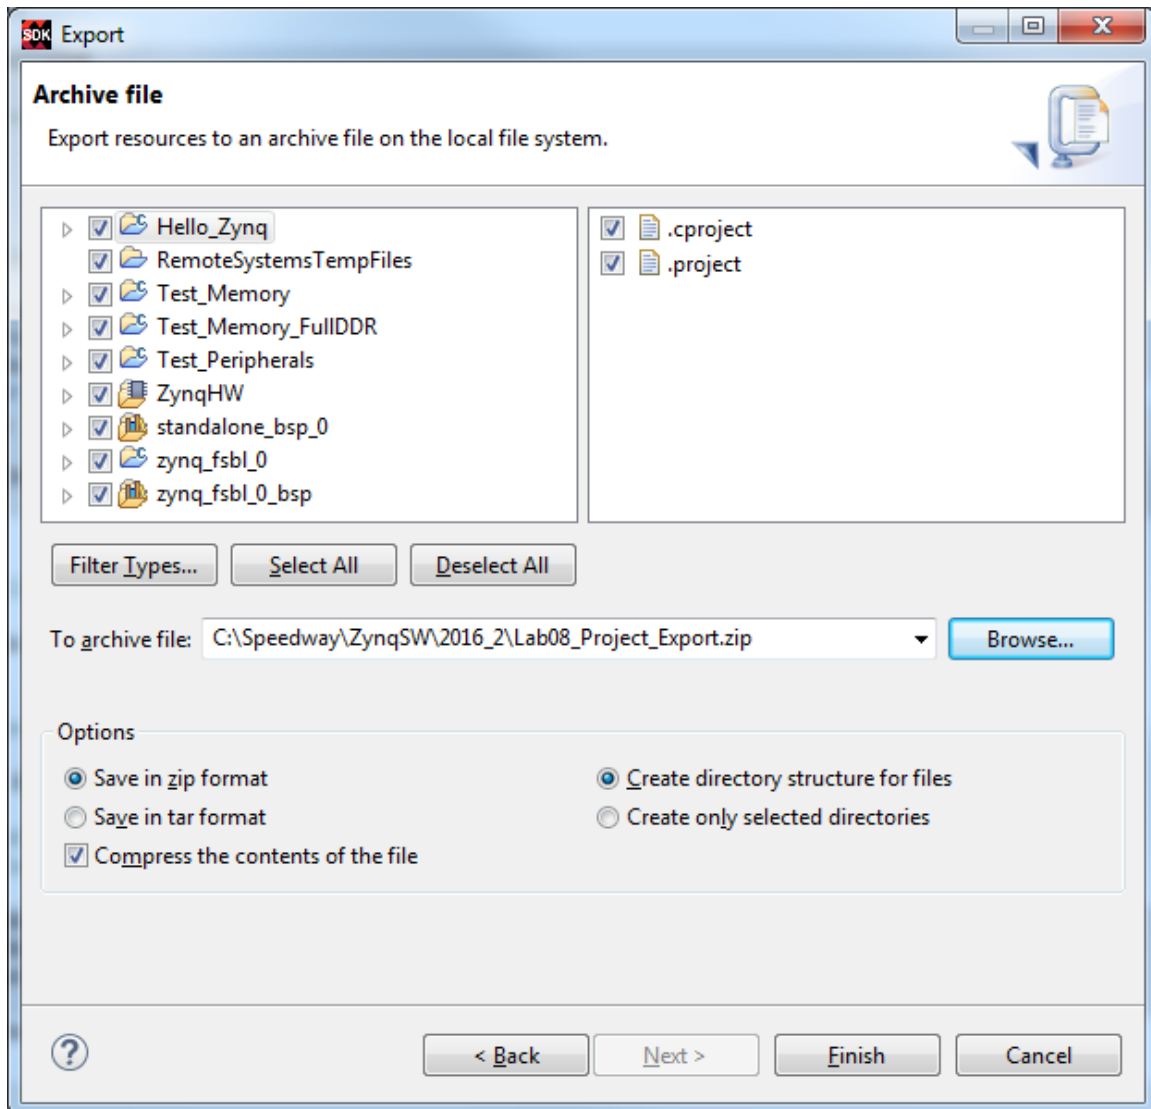 SDK Export
Archive file
Export resources to an archive file on the local file system.
Hello_Zynq
RemoteSystemsTempFiles
Test_Memory
Test_Memory_FullDDR
Test_Peripherals
ZynqHW
standalone_bsp_0
zynq_fsbl_0
zynq_fsbl_0_bsp
.cproject
.project
Filter Types... Select All Deselect All
To archive file: C:\Speedway\ZynqSW\2016_2\Lab08_Project_Export.zip Browse...
Options
Save in zip format
Save in tar format
Compress the contents of the file
Create directory structure for files
Create only selected directories
? < Back Next > Finish Cancel